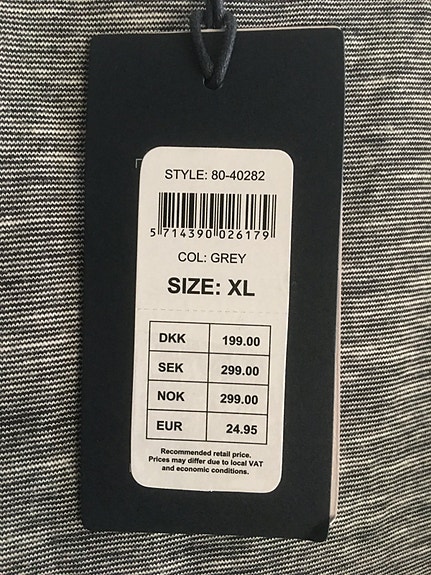 STYLE: 80-40282
5 714390 026179
COL: GREY
SIZE: XL
DKK 199.00
SEK 299.00
NOK 299.00
EUR 24.95
Recommended retail price.
Prices may differ due to local VAT
and economic conditions.